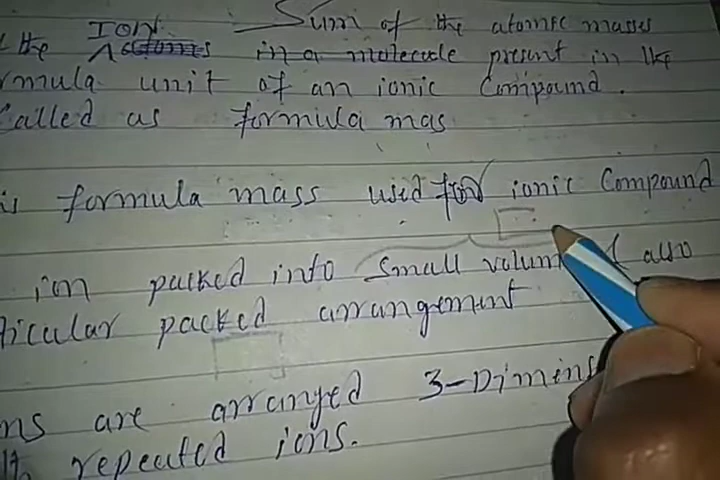 the ION Sum of the atomic masses
Actoms in a molecule present in the
rmula unit of an ionic Compound.
Called as formula mas
is formula mass used for ionic Compound
ion packed into small volum also
ticular packed arrangement
ns are arranged 3-Dimens
repeated ions.